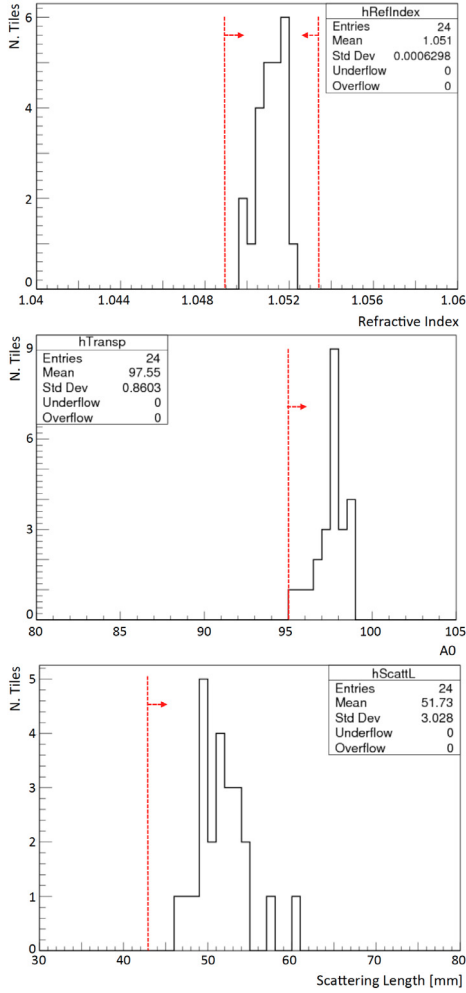 N. Tiles
hRefIndex
Entries 24
Mean 1.051
Std Dev 0.0006298
Underflow 0
Overflow 0
6
4
2
0
1.04 1.044 1.048 1.052 1.056 1.06
Refractive Index
N. Tiles
hTransp
Entries 24
Mean 97.55
Std Dev 0.8603
Underflow 0
Overflow 0
9
6
3
0
80 85 90 95 100 105
A0
N. Tiles
hScattL
Entries 24
Mean 51.73
Std Dev 3.028
Underflow 0
Overflow 0
5
4
3
2
1
0
30 40 50 60 70 80
Scattering Length [mm]